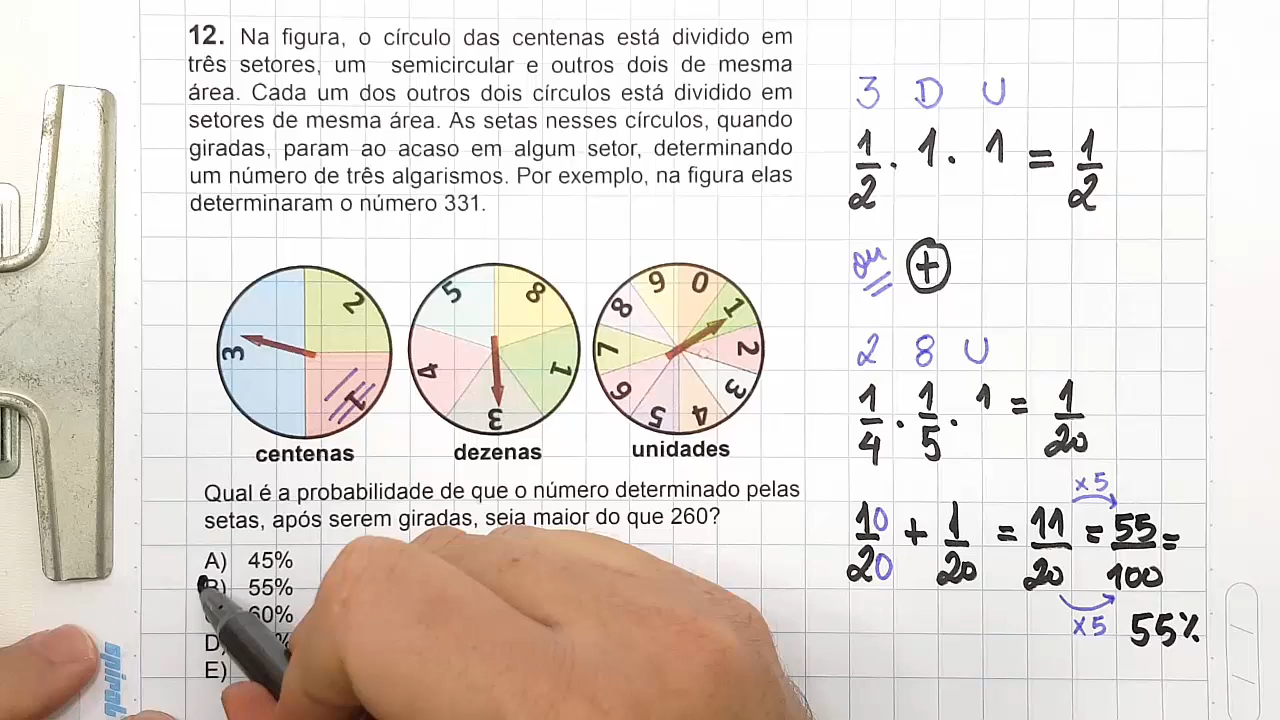 12. Na figura, o círculo das centenas está dividido em
três setores, um semicircular e outros dois de mesma
área. Cada um dos outros dois círculos está dividido em
setores de mesma área. As setas nesses círculos, quando
giradas, param ao acaso em algum setor, determinando
um número de três algarismos. Por exemplo, na figura elas
determinaram o número 331.
3 2 1
centenas
5 8 4 1 3
dezenas
9 0 8 1 7 2 6 3 5 4
unidades
Qual é a probabilidade de que o número determinado pelas
setas, após serem giradas, seja maior do que 260?
A) 45%
B) 55%
60%
D)
E)
3 D U
1/2 · 1 · 1 = 1/2
ou +
2 8 U
1/4 · 1/5 · 1 = 1/20
x5
10/20 + 1/20 = 11/20 = 55/100 =
x5
55%
spiral